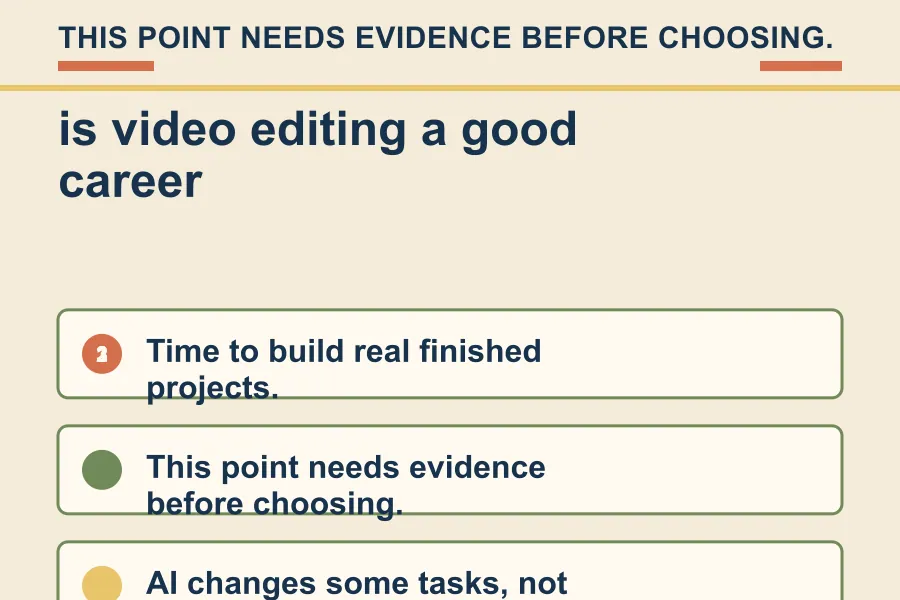 THIS POINT NEEDS EVIDENCE BEFORE CHOOSING.
is video editing a good
career
Time to build real finished
projects.
This point needs evidence
before choosing.
AI changes some tasks, not